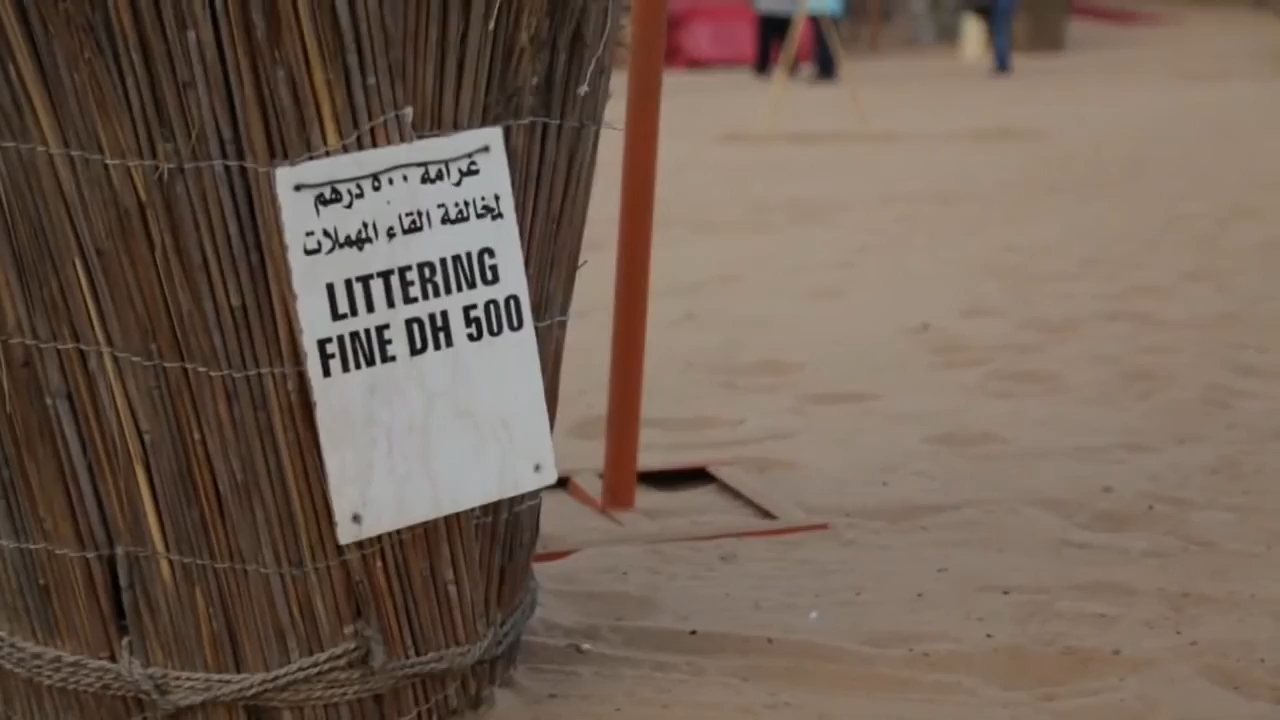 غرامة ٥٠٠ درهم
لمخالفة القاء المهملات
LITTERING
FINE DH 500